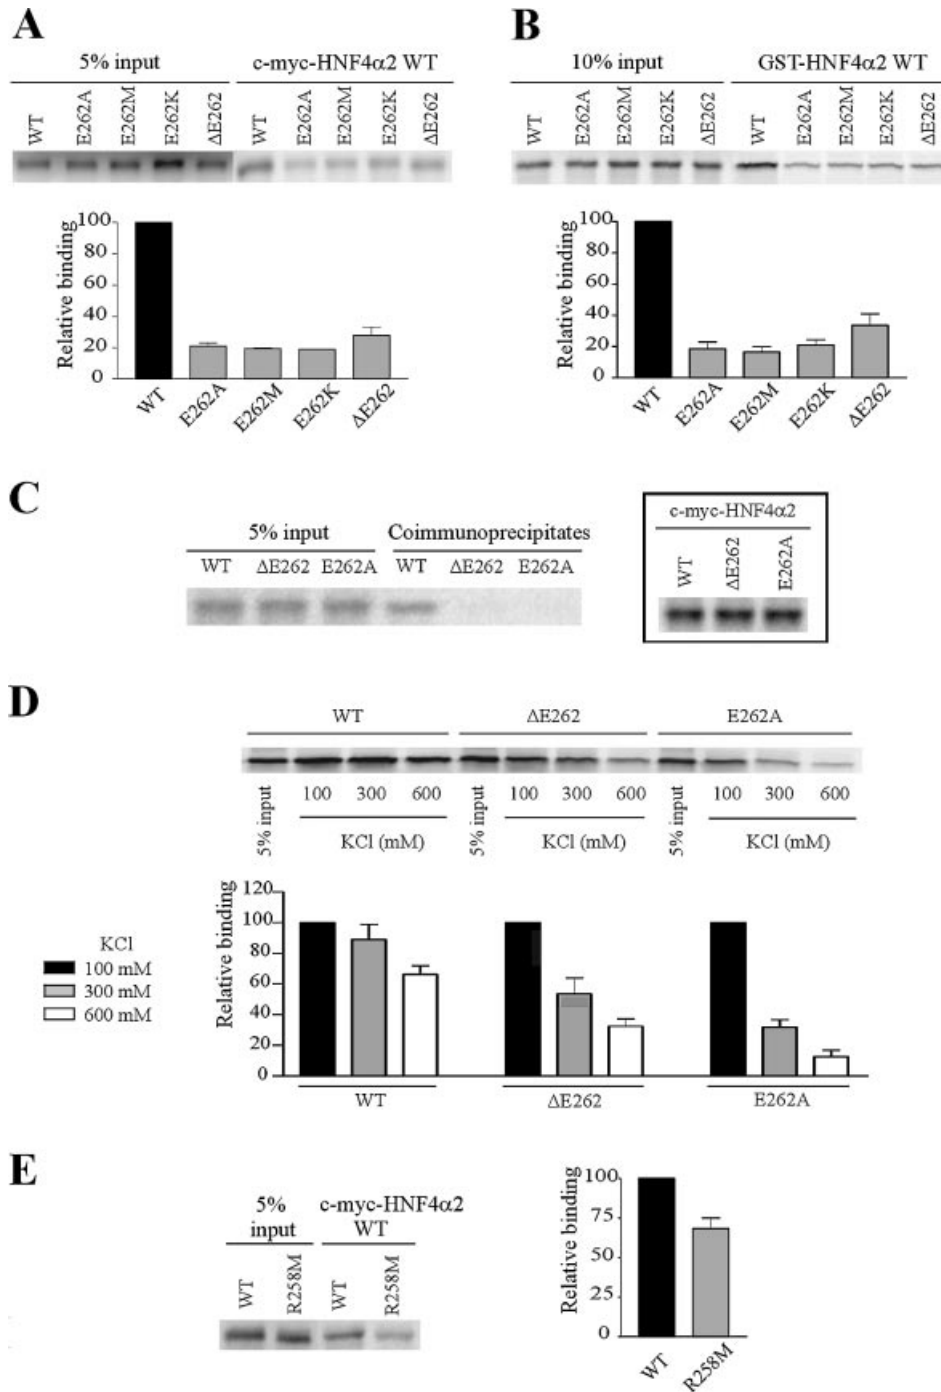 A
5% input
c-myc-HNF4α2 WT
WT
E262A
E262M
E262K
ΔE262
WT
E262A
E262M
E262K
ΔE262
Relative binding
100
80
60
40
20
0
WT
E262A
E262M
E262K
ΔE262
B
10% input
GST-HNF4α2 WT
WT
E262A
E262M
E262K
ΔE262
WT
E262A
E262M
E262K
ΔE262
Relative binding
100
80
60
40
20
0
WT
E262A
E262M
E262K
ΔE262
C
5% input
Coimmunoprecipitates
WT ΔE262 E262A WT ΔE262 E262A
c-myc-HNF4α2
WT
ΔE262
E262A
D
WT ΔE262 E262A
5% input
100 300 600
KCl (mM)
5% input
100 300 600
KCl (mM)
5% input
100 300 600
KCl (mM)
KCl
100 mM
300 mM
600 mM
Relative binding
120
100
80
60
40
20
0
WT
ΔE262
E262A
E
5%
input
c-myc-HNF4α2
WT
WT
R258M
WT
R258M
Relative binding
100
75
50
25
0
WT
R258M